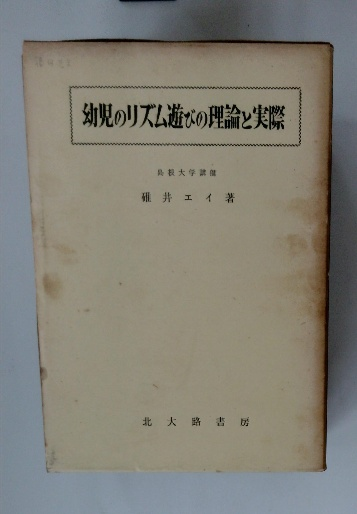 幼児のリズム遊びの理論と実際
島根大学講師
碓井エイ著
北大路書房